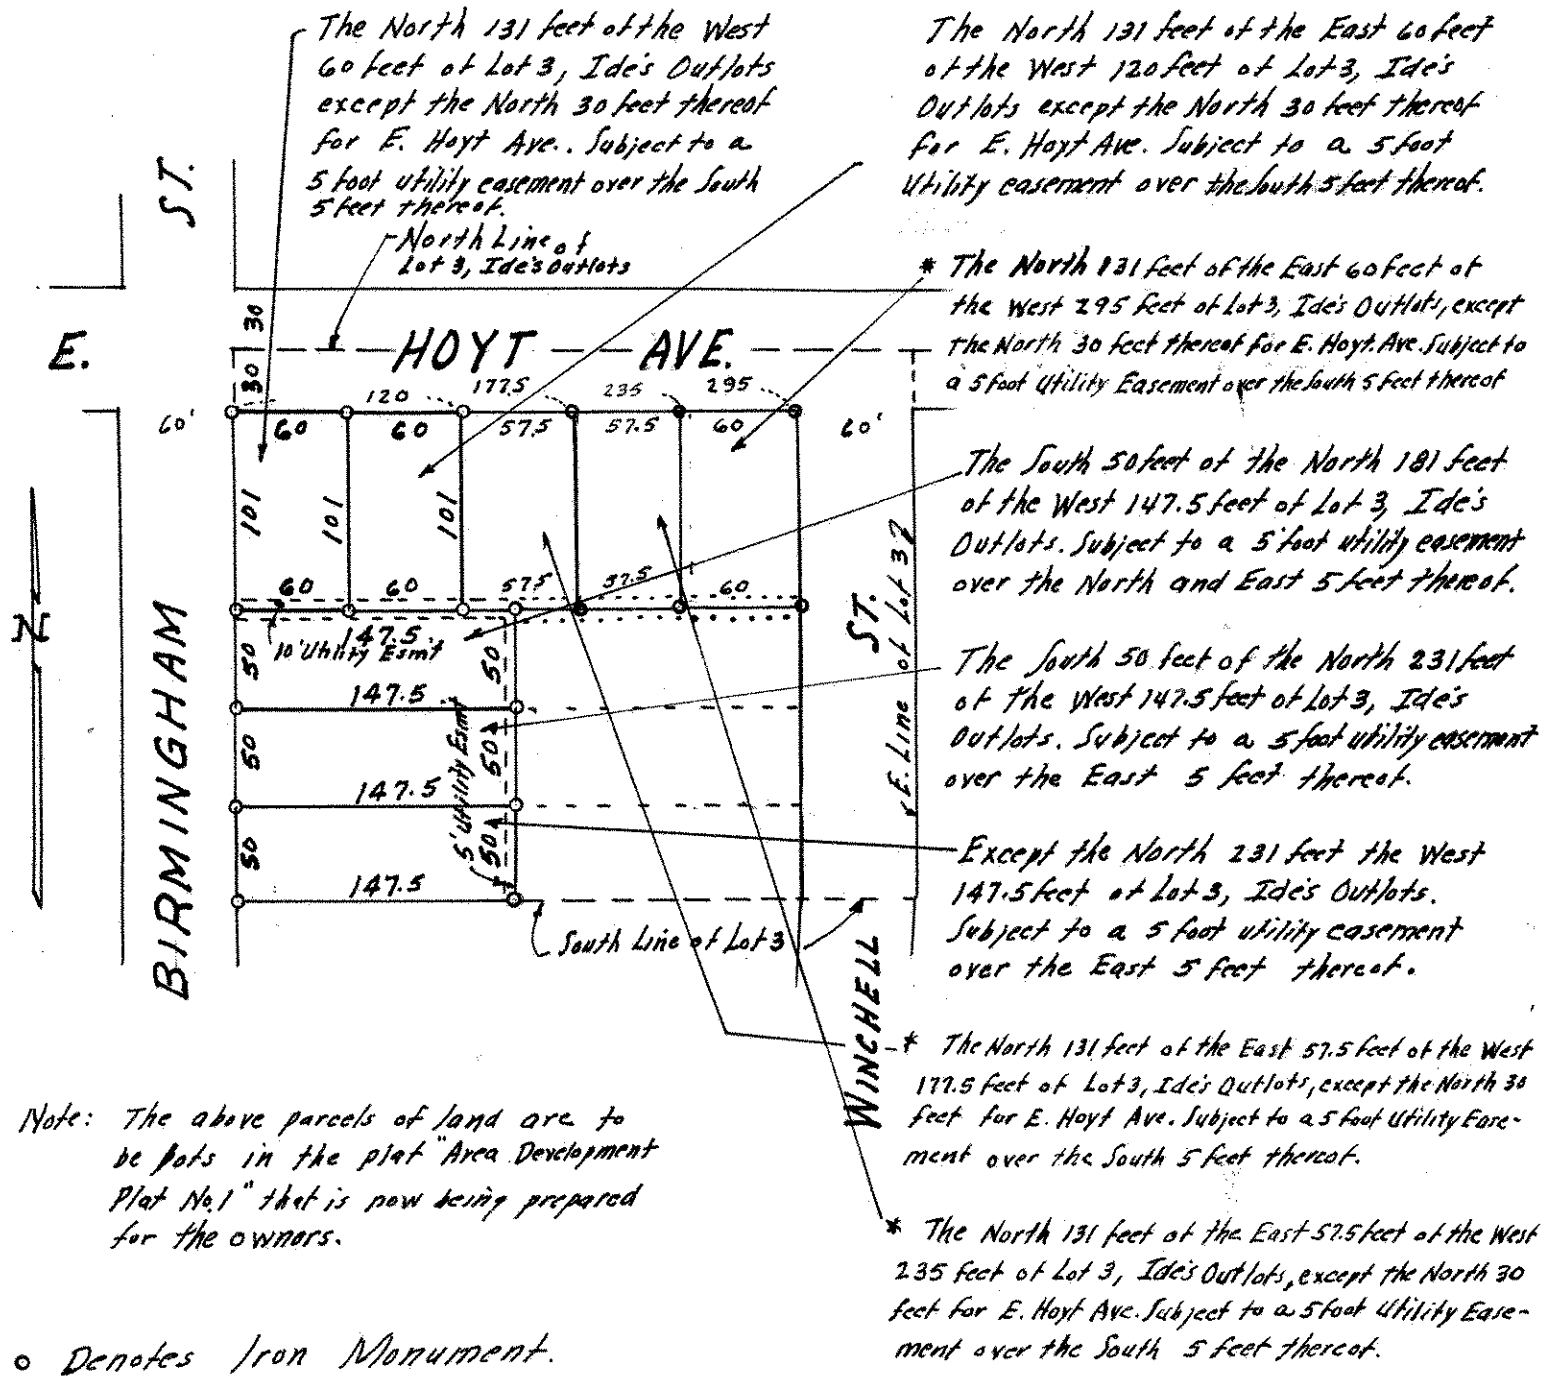 The North 131 feet of the West
60 feet of Lot 3, Ide's Outlots
except the North 30 feet thereof
for E. Hoyt Ave.. Subject to a
5 foot utility easement over the South
5 feet thereof.
North Line of
Lot 3, Ide's Outlots
The North 131 feet of the East 60 feet
of the West 120 feet of Lot 3, Ide's
Outlots except the North 30 feet thereof
for E. Hoyt Ave. Subject to a 5 foot
Utility easement over the South 5 feet thereof.
* The North 131 feet of the East 60 feet of
the West 295 feet of Lot 3, Ide's Outlots, except
the North 30 feet thereof for E. Hoyt. Ave. Subject to
a 5 foot Utility Easement over the South 5 feet thereof
The South 50 feet of the North 181 feet
of the West 147.5 feet of Lot 3, Ide's
Outlots. Subject to a 5 foot utility easement
over the North and East 5 feet thereof.
The South 50 feet of the North 231 feet
of the West 147.5 feet of Lot 3, Ide's
Outlots. Subject to a 5 foot utility easement
over the East 5 feet thereof.
Except the North 231 feet the West
147.5 feet of Lot 3, Ide's Outlots.
Subject to a 5 foot utility easement
over the East 5 feet thereof.
* The North 131 feet of the East 57.5 feet of the West
177.5 feet of Lot 3, Ide's Outlots, except the North 30
feet for E. Hoyt Ave. Subject to a 5 foot Utility Ease-
ment over the South 5 feet thereof.
* The North 131 feet of the East 57.5 feet of the West
235 feet of Lot 3, Ide's Outlots, except the North 30
feet for E. Hoyt Ave. Subject to a 5 foot Utility Ease-
ment over the South 5 feet thereof.
ST.
30
E. HOYT AVE.
30
120 177.5 235 295
60' 60 60 57.5 57.5 60 60'
101 101 101
60 60 57.5 57.5 60
147.5
10' Utility Esmt
50 50
147.5
50 50
147.5
50 50
147.5
5' Utility Esmt
N
BIRMINGHAM
South Line of Lot 3
E. Line of Lot 3
WINCHELL ST.
Note: The above parcels of land are to
be lots in the plat "Area Development
Plat No. 1" that is now being prepared
for the owners.
o Denotes Iron Monument.